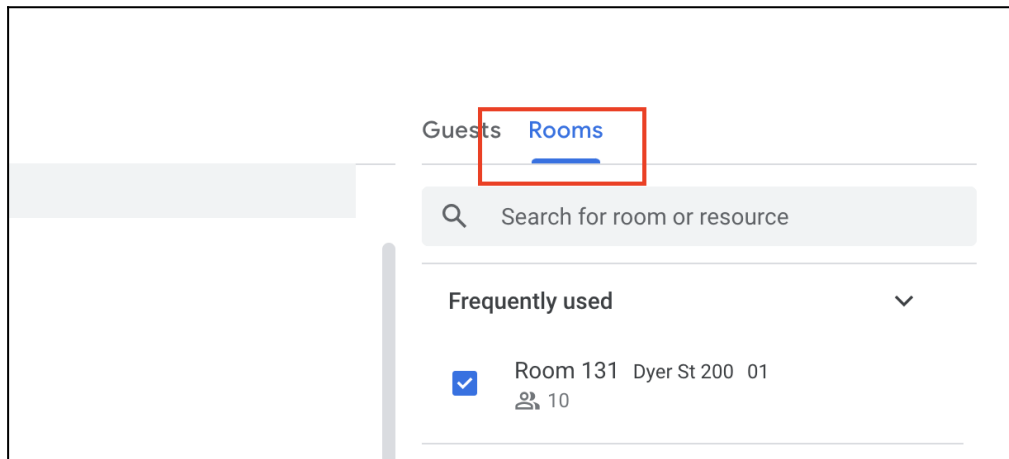 Guests Rooms
Search for room or resource
Frequently used
Room 131 Dyer St 200 01
10